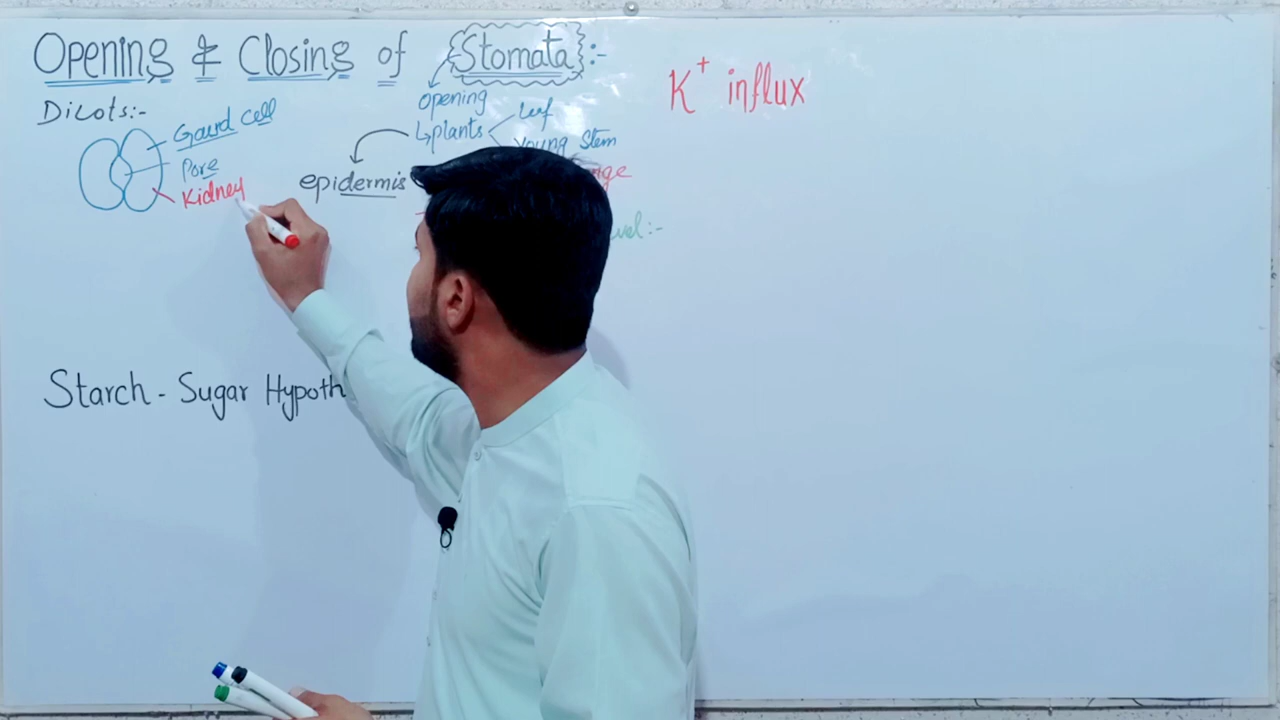 Opening & Closing of Stomata:-
K⁺ influx
Dicots:-
Gaurd cell
Pore
Kidney
opening
↳plants
Leaf
young Stem
epidermis
Starch - Sugar Hypoth